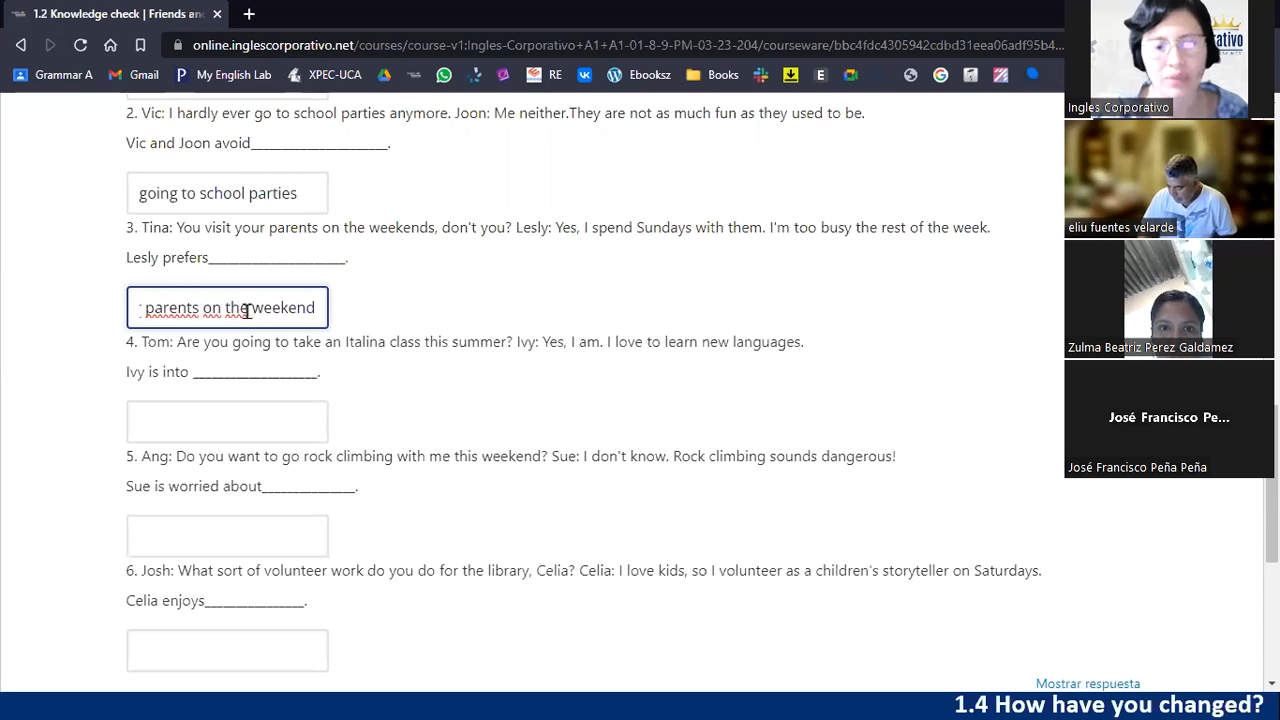 1.2 Knowledge check | Friends and
online.inglescorporativo.net/courses/course-v1:Ingles-Corporativo+A1+A1-01-8-9-PM-03-23-204/courseware/bbc4fdc4305942cdbd31eea06adf95b4...
Grammar A Gmail My English Lab XPEC-UCA RE Ebooksz Books
2. Vic: I hardly ever go to school parties anymore.Joon: Me neither.They are not as much fun as they used to be.
Vic and Joon avoid____________________.
going to school parties
3. Tina: You visit your parents on the weekends, don't you? Lesly: Yes, I spend Sundays with them. I'm too busy the rest of the week.
Lesly prefers____________________.
parents on the weekend
4. Tom: Are you going to take an Italina class this summer? Ivy: Yes, I am. I love to learn new languages.
Ivy is into __________________.
5. Ang: Do you want to go rock climbing with me this weekend? Sue: I don't know. Rock climbing sounds dangerous!
Sue is worried about______________.
6. Josh: What sort of volunteer work do you do for the library, Celia? Celia: I love kids, so I volunteer as a children's storyteller on Saturdays.
Celia enjoys_______________.
Mostrar respuesta
Ingles Corporativo
eliu fuentes velarde
Zulma Beatriz Perez Galdamez
José Francisco Pe...
José Francisco Peña Peña
1.4 How have you changed?